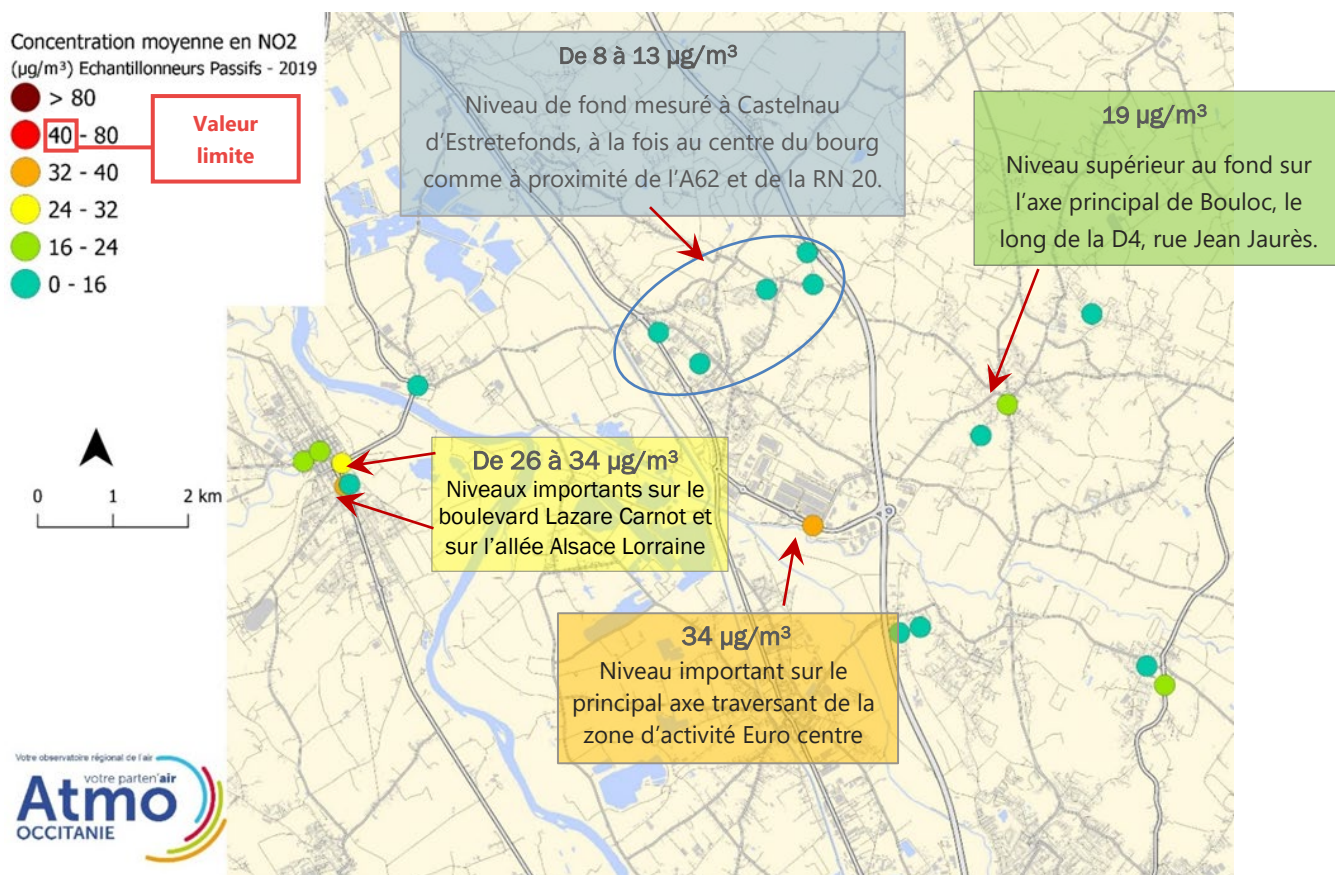 Concentration moyenne en NO2
(µg/m³) Echantillonneurs Passifs - 2019
> 80
40 - 80
32 - 40
24 - 32
16 - 24
0 - 16
Valeur
limite
De 8 à 13 µg/m³
Niveau de fond mesuré à Castelnau
d'Estretefonds, à la fois au centre du bourg
comme à proximité de l'A62 et de la RN 20.
19 µg/m³
Niveau supérieur au fond sur
l'axe principal de Bouloc, le
long de la D4, rue Jean Jaurès.
0 1 2 km
De 26 à 34 µg/m³
Niveaux importants sur le
boulevard Lazare Carnot et
sur l'allée Alsace Lorraine
34 µg/m³
Niveau important sur le
principal axe traversant de la
zone d'activité Euro centre
Votre observatoire régional de l'air
votre parten'air
Atmo
OCCITANIE